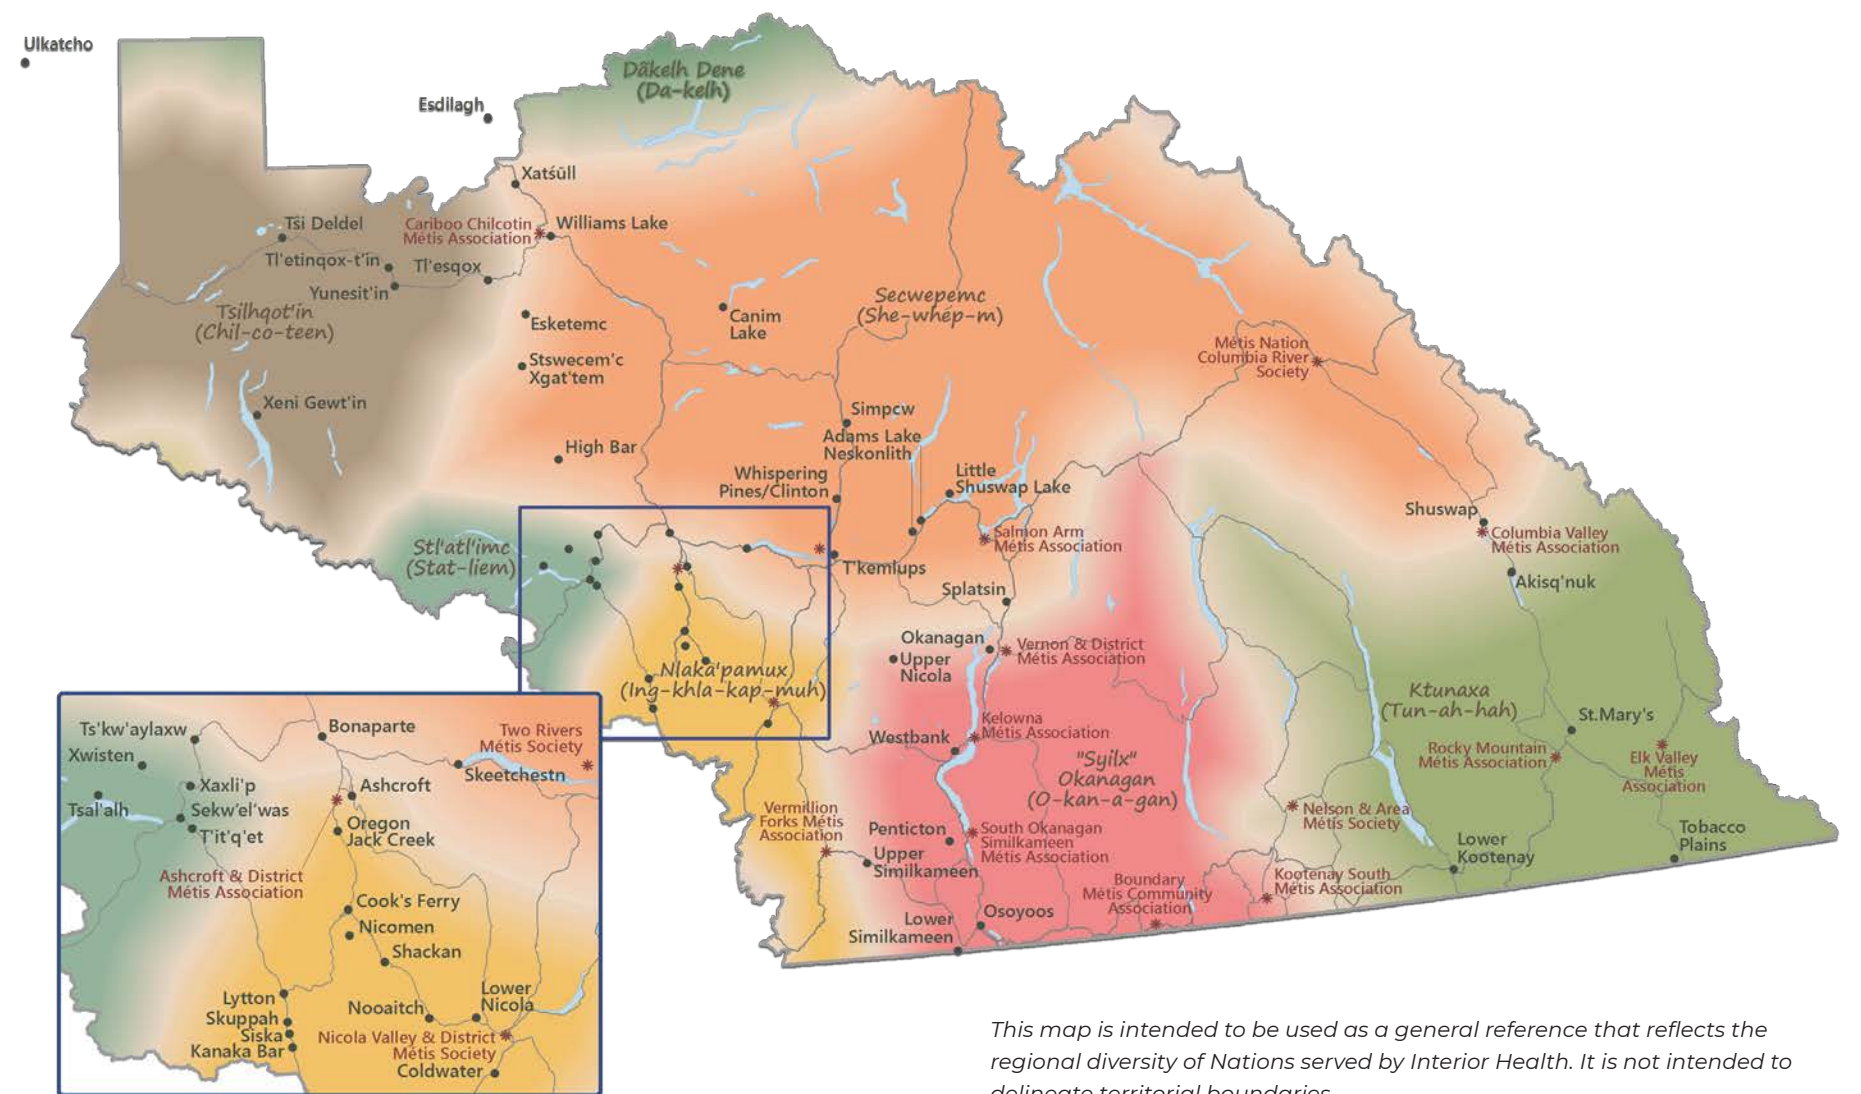 Ulkatcho
Dãkelh Dene
(Da-kelh)
Esdilagh
Xatśūll
Cariboo Chilcotin
Métis Association
Williams Lake
Tŝi Deldel
Tl'etinqox-t'in
Tl'esqox
Yunesit'in
Tsilhqot'in
(Chil-co-teen)
Esketemc
Canim
Lake
Secwepemc
(She-whép-m)
Stswecem'c
Xgat'tem
Métis Nation
Columbia River
Society
Xeni Gewt'in
Simpcw
Adams Lake
Neskonlith
High Bar
Whispering
Pines/Clinton
Little
Shuswap Lake
Shuswap
Columbia Valley
Métis Association
Salmon Arm
Métis Association
Stl'atl'imc
(Stat-liem)
T'kemlups
Akisq'nuk
Splatsin
Okanagan
Vernon & District
Métis Association
Upper
Nicola
Nlaka'pamux
(Ing-khla-kap-muh)
Ktunaxa
(Tun-ah-hah)
St.Mary's
Kelowna
Métis Association
Westbank
Rocky Mountain
Métis Association
Elk Valley
Métis
Association
"Syilx"
Okanagan
(O-kan-a-gan)
Vermillion
Forks Métis
Association
Nelson & Area
Métis Society
Penticton
South Okanagan
Similkameen
Métis Association
Upper
Similkameen
Lower
Kootenay
Tobacco
Plains
Boundary
Métis Community
Association
Kootenay South
Métis Association
Lower
Similkameen
Osoyoos
Ts'kw'aylaxw
Bonaparte
Two Rivers
Métis Society
Xwisten
Skeetchestn
Xaxli'p
Ashcroft
Tsal'alh
Sekw'el'was
T'it'q'et
Oregon
Jack Creek
Ashcroft & District
Métis Association
Cook's Ferry
Nicomen
Shackan
Lytton
Skuppah
Siska
Kanaka Bar
Nooaitch
Lower
Nicola
Nicola Valley & District
Métis Society
Coldwater
This map is intended to be used as a general reference that reflects the
regional diversity of Nations served by Interior Health. It is not intended to
delineate territorial boundaries.